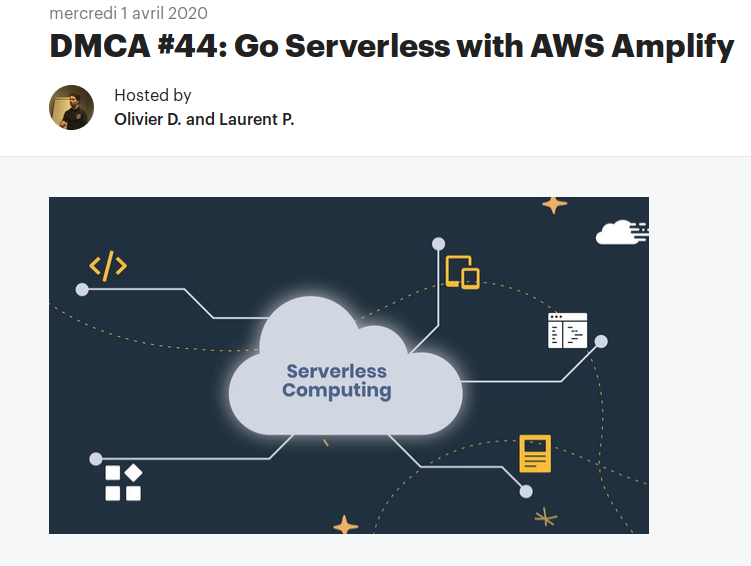 mercredi 1 avril 2020
DMCA #44: Go Serverless with AWS Amplify
Hosted by
Olivier D. and Laurent P.
</>
Serverless
Computing